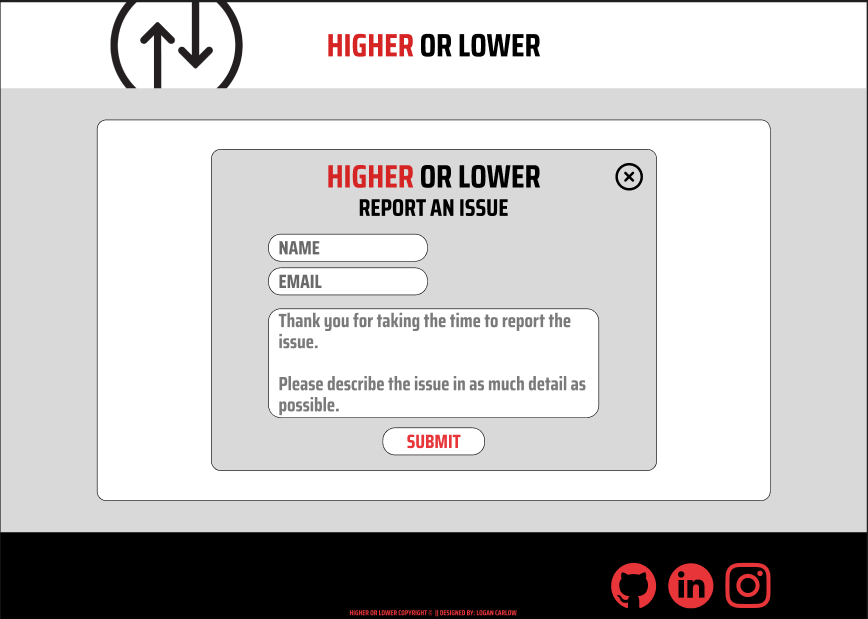 HIGHER OR LOWER
HIGHER OR LOWER
REPORT AN ISSUE
NAME
EMAIL
Thank you for taking the time to report the
issue.
Please describe the issue in as much detail as
possible.
SUBMIT
in
HIGHER OR LOWER COPYRIGHT © || DESIGNED BY: LOGAN CARLOW